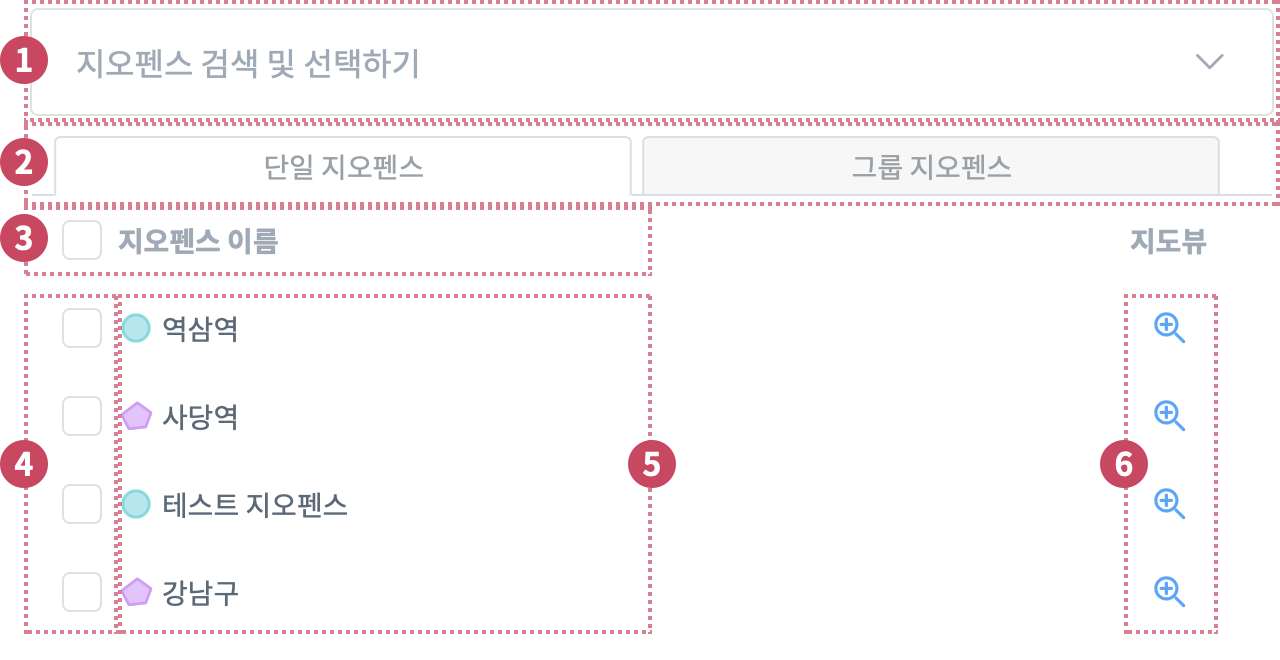 1 지오펜스 검색 및 선택하기
2 단일 지오펜스 그룹 지오펜스
3 지오펜스 이름 지도뷰
역삼역
사당역
4 5 6
테스트 지오펜스
강남구